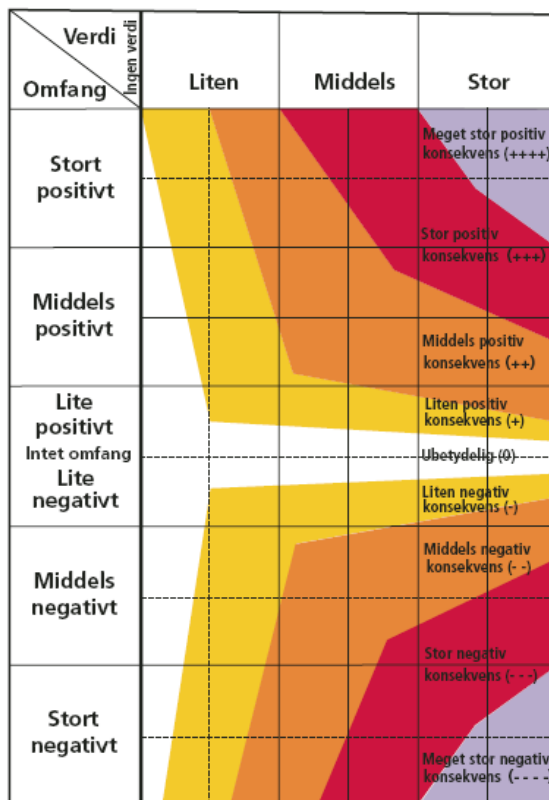 Verdi
Omfang
Ingen verdi
Liten
Middels
Stor
Stort
positivt
Meget stor positiv
konsekvens (++++)
Stor positiv
konsekvens (+++)
Middels
positivt
Middels positiv
konsekvens (++)
Lite
positivt
Liten positiv
konsekvens (+)
Intet omfang
Ubetydelig (0)
Lite
negativt
Liten negativ
konsekvens (-)
Middels
negativt
Middels negativ
konsekvens (- -)
Stor negativ
konsekvens (- - -)
Stort
negativt
Meget stor negativ
konsekvens (- - - -)